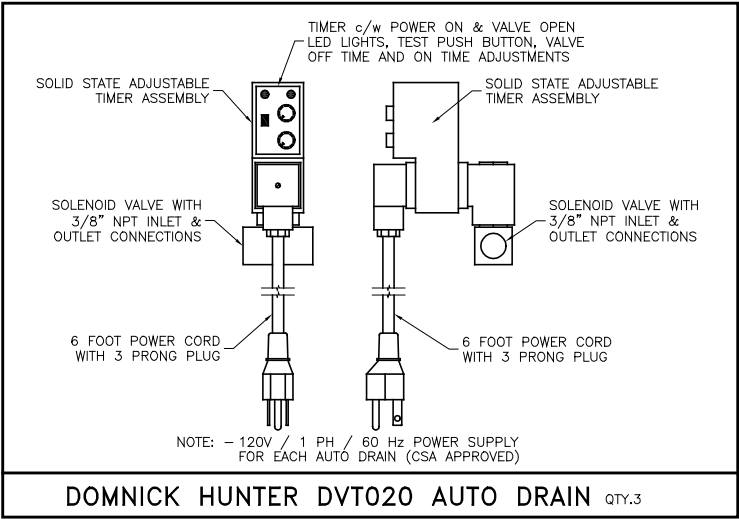 TIMER c/w POWER ON & VALVE OPEN
LED LIGHTS, TEST PUSH BUTTON, VALVE
OFF TIME AND ON TIME ADJUSTMENTS
SOLID STATE ADJUSTABLE
TIMER ASSEMBLY
SOLID STATE ADJUSTABLE
TIMER ASSEMBLY
SOLENOID VALVE WITH
3/8" NPT INLET &
OUTLET CONNECTIONS
SOLENOID VALVE WITH
3/8" NPT INLET &
OUTLET CONNECTIONS
6 FOOT POWER CORD
WITH 3 PRONG PLUG
6 FOOT POWER CORD
WITH 3 PRONG PLUG
NOTE: - 120V / 1 PH / 60 Hz POWER SUPPLY
FOR EACH AUTO DRAIN (CSA APPROVED)
DOMNICK HUNTER DVT020 AUTO DRAIN QTY.3